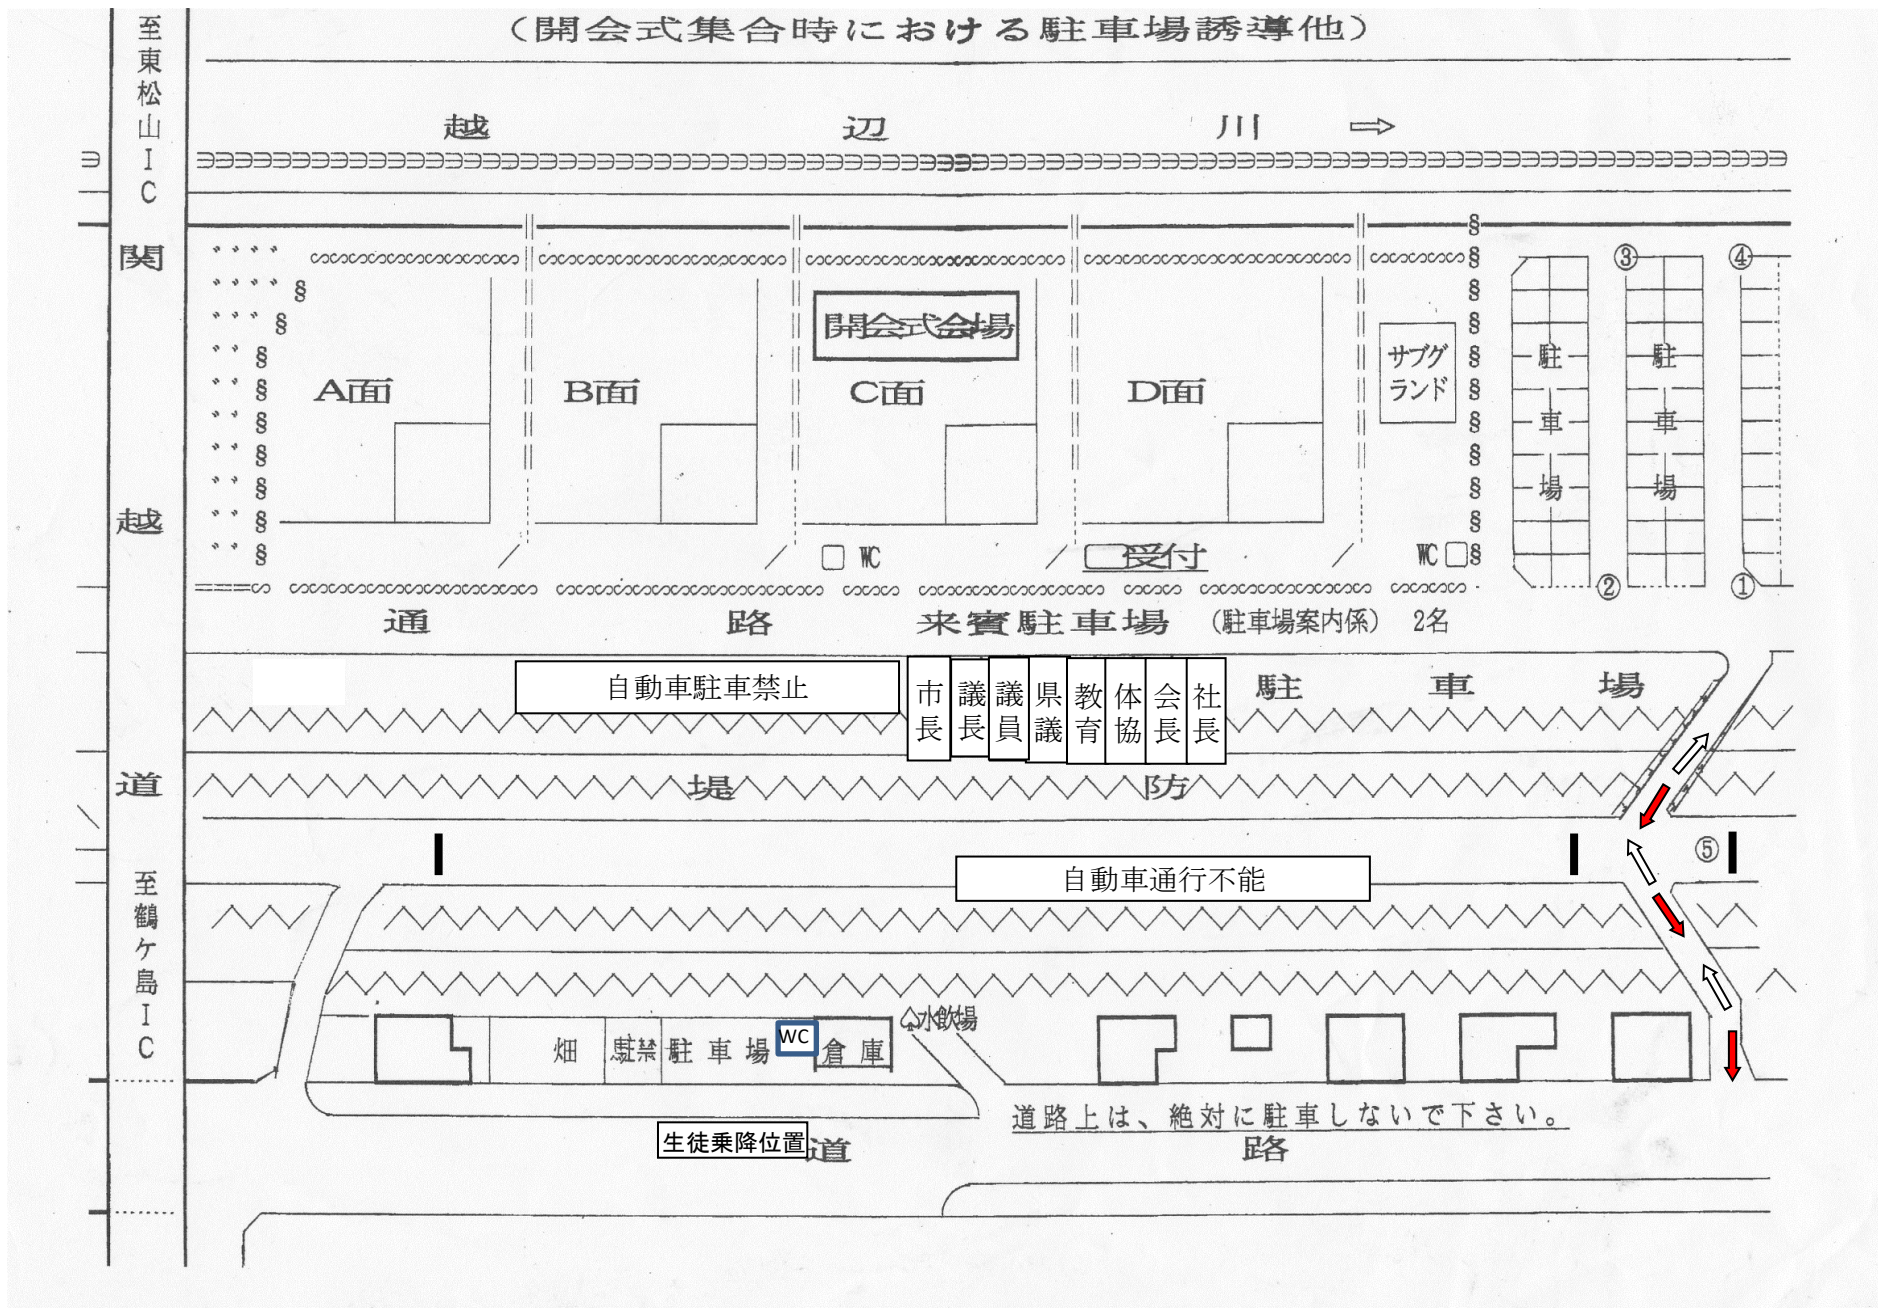 （開会式集合時における駐車場誘導他）
至東松山IC
越辺川
関越道
至鶴ケ島IC
③
④
開会式会場
A面
B面
C面
D面
サブグ
ランド
駐車場
駐車場
WC
受付
WC
②
①
通路
来賓駐車場
（駐車場案内係） 2名
自動車駐車禁止
市長
議長
議員
県議
教育
体協
会長
社長
駐車場
堤防
⑤
自動車通行不能
水飲場
畑
駐禁
駐車場
WC
倉庫
道路上は、絶対に駐車しないで下さい。
生徒乗降位置
道路